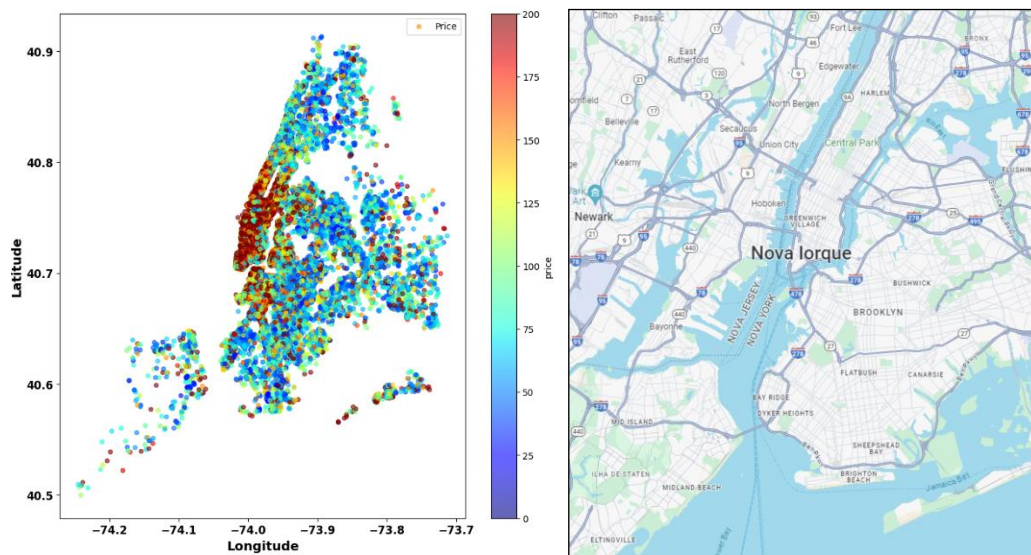 Price
200
175
150
125
100
75
50
25
0
price
Latitude
40.9
40.8
40.7
40.6
40.5
−74.2
−74.1
−74.0
−73.9
−73.8
−73.7
Longitude
Clifton
Passaic
Fort Lee
BRONX
East
Rutherford
Edgewater
HARLEM
North Bergen
Belleville
Secaucus
Union City
Central Park
Kearny
Hoboken
Newark
GREENWICH
VILLAGE
Nova Iorque
BUSHWICK
NOVA JERSEY
NOVA YORK
BROOKLYN
Bayonne
FLATBUSH
CANARSIE
BAY RIDGE
MID ISLAND
DYKER HEIGHTS
SHEEPSHEAD
BAY
ILHA DE STATEN
BRIGHTON
BEACH
MIDLAND BEACH
ELTINGVILLE